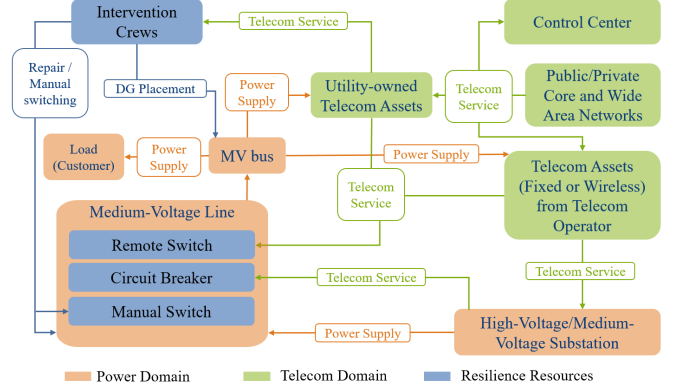 Intervention
Crews
Telecom Service
Control Center
Repair /
Manual
switching
DG Placement
Power
Supply
Utility-owned
Telecom Assets
Telecom
Service
Public/Private
Core and Wide
Area Networks
Load
(Customer)
Power
Supply
MV bus
Power Supply
Telecom Assets
(Fixed or Wireless)
from Telecom
Operator
Telecom
Service
Medium-Voltage Line
Remote Switch
Circuit Breaker
Manual Switch
Telecom Service
Telecom Service
Power Supply
High-Voltage/Medium-
Voltage Substation
Power Domain
Telecom Domain
Resilience Resources